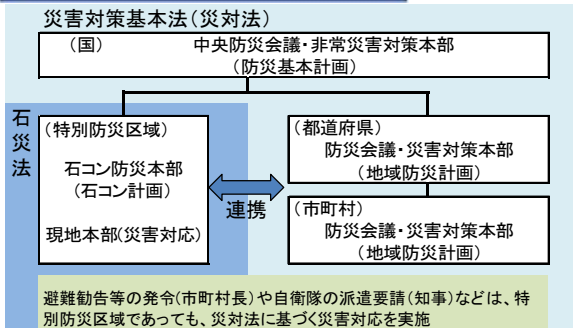 災害対策基本法(災対法)
(国) 中央防災会議・非常災害対策本部
(防災基本計画)
石災法
(特別防災区域)
石コン防災本部
(石コン計画)
現地本部(災害対応)
連携
(都道府県)
防災会議・災害対策本部
(地域防災計画)
(市町村)
防災会議・災害対策本部
(地域防災計画)
避難勧告等の発令(市町村長)や自衛隊の派遣要請(知事)などは、特
別防災区域であっても、災対法に基づく災害対応を実施